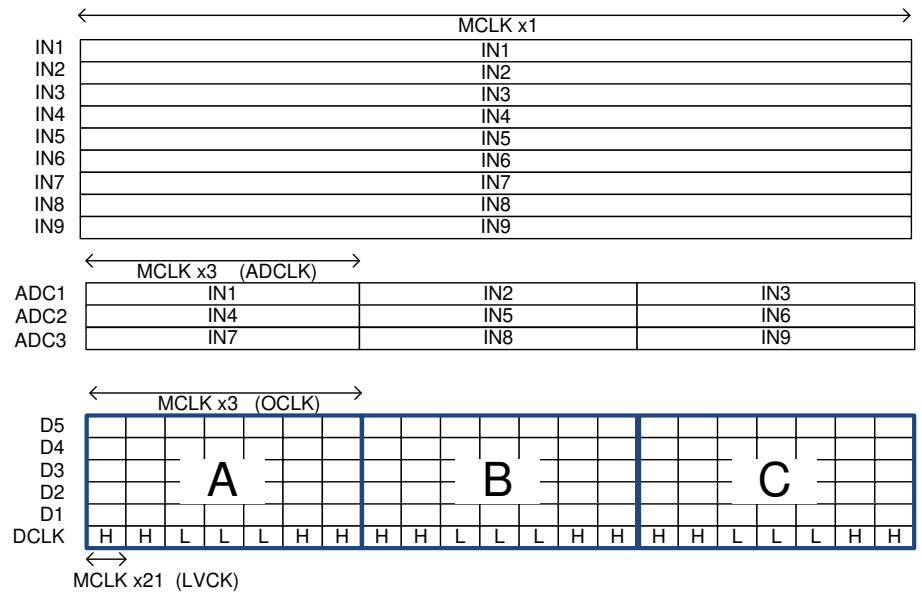 MCLK x1
IN1 IN1
IN2 IN2
IN3 IN3
IN4 IN4
IN5 IN5
IN6 IN6
IN7 IN7
IN8 IN8
IN9 IN9
MCLK x3 (ADCLK)
ADC1 IN1 IN2 IN3
ADC2 IN4 IN5 IN6
ADC3 IN7 IN8 IN9
MCLK x3 (OCLK)
D5
D4
D3
D2
D1
A B C
DCLK H H L L L H H H H L L L H H H H L L L H H
MCLK x21 (LVCK)